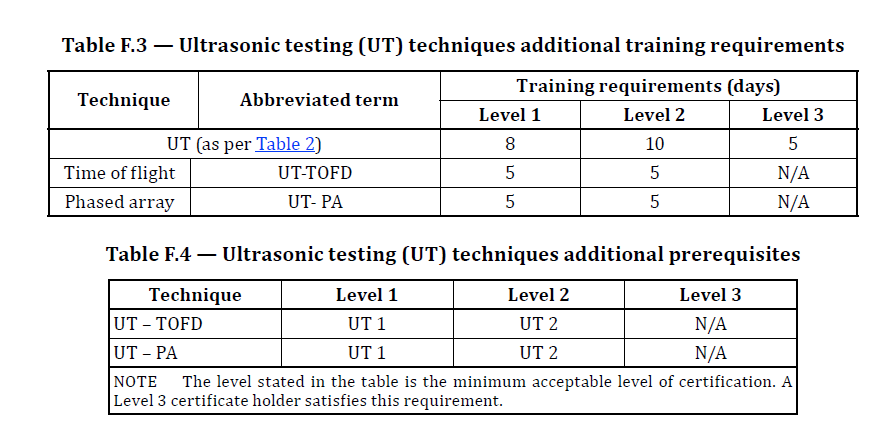 Table F.3 — Ultrasonic testing (UT) techniques additional training requirements
Technique Abbreviated term Training requirements (days)
Level 1 Level 2 Level 3
UT (as per Table 2) 8 10 5
Time of flight UT-TOFD 5 5 N/A
Phased array UT- PA 5 5 N/A
Table F.4 — Ultrasonic testing (UT) techniques additional prerequisites
Technique Level 1 Level 2 Level 3
UT – TOFD UT 1 UT 2 N/A
UT – PA UT 1 UT 2 N/A
NOTE The level stated in the table is the minimum acceptable level of certification. A
Level 3 certificate holder satisfies this requirement.